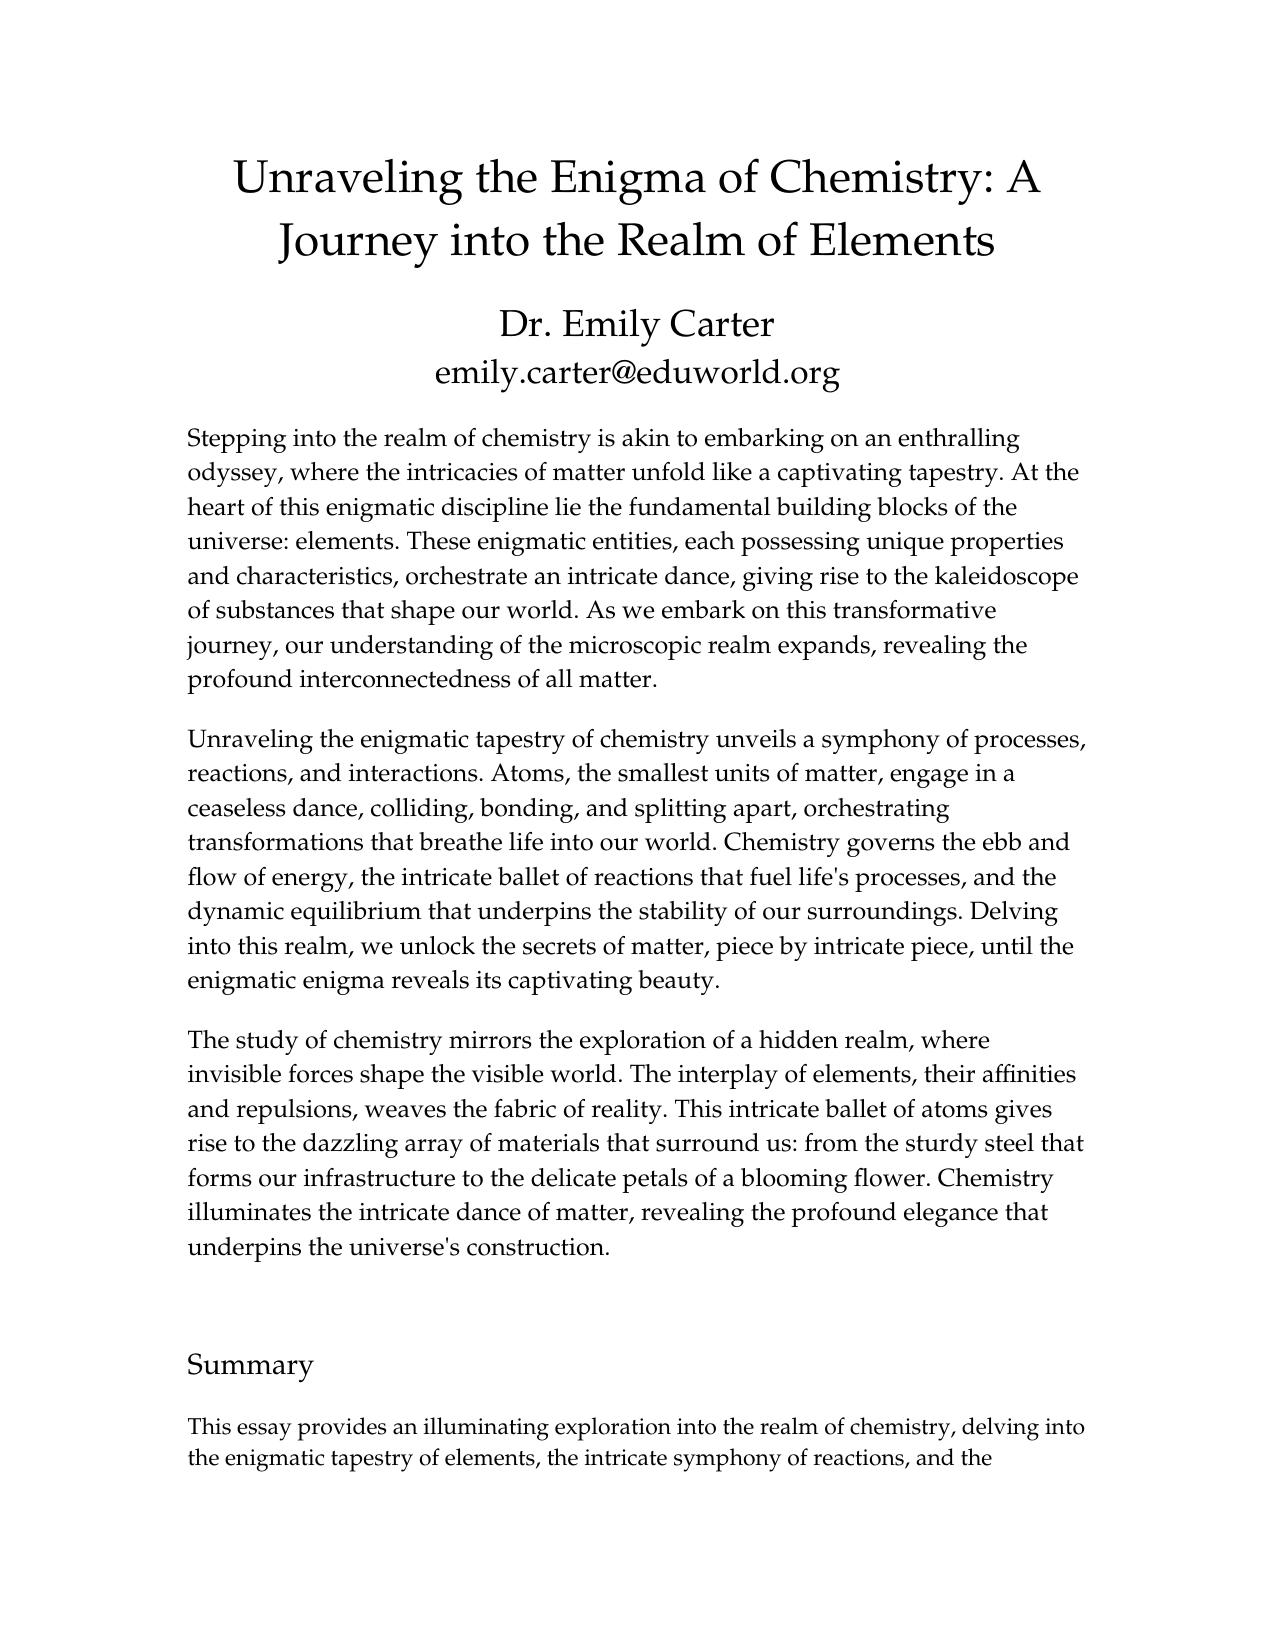 Unraveling the Enigma of Chemistry: A
Journey into the Realm of Elements
Dr. Emily Carter
emily.carter@eduworld.org
Stepping into the realm of chemistry is akin to embarking on an enthralling
odyssey, where the intricacies of matter unfold like a captivating tapestry. At the
heart of this enigmatic discipline lie the fundamental building blocks of the
universe: elements. These enigmatic entities, each possessing unique properties
and characteristics, orchestrate an intricate dance, giving rise to the kaleidoscope
of substances that shape our world. As we embark on this transformative
journey, our understanding of the microscopic realm expands, revealing the
profound interconnectedness of all matter.
Unraveling the enigmatic tapestry of chemistry unveils a symphony of processes,
reactions, and interactions. Atoms, the smallest units of matter, engage in a
ceaseless dance, colliding, bonding, and splitting apart, orchestrating
transformations that breathe life into our world. Chemistry governs the ebb and
flow of energy, the intricate ballet of reactions that fuel life's processes, and the
dynamic equilibrium that underpins the stability of our surroundings. Delving
into this realm, we unlock the secrets of matter, piece by intricate piece, until the
enigmatic enigma reveals its captivating beauty.
The study of chemistry mirrors the exploration of a hidden realm, where
invisible forces shape the visible world. The interplay of elements, their affinities
and repulsions, weaves the fabric of reality. This intricate ballet of atoms gives
rise to the dazzling array of materials that surround us: from the sturdy steel that
forms our infrastructure to the delicate petals of a blooming flower. Chemistry
illuminates the intricate dance of matter, revealing the profound elegance that
underpins the universe's construction.
Summary
This essay provides an illuminating exploration into the realm of chemistry, delving into
the enigmatic tapestry of elements, the intricate symphony of reactions, and the